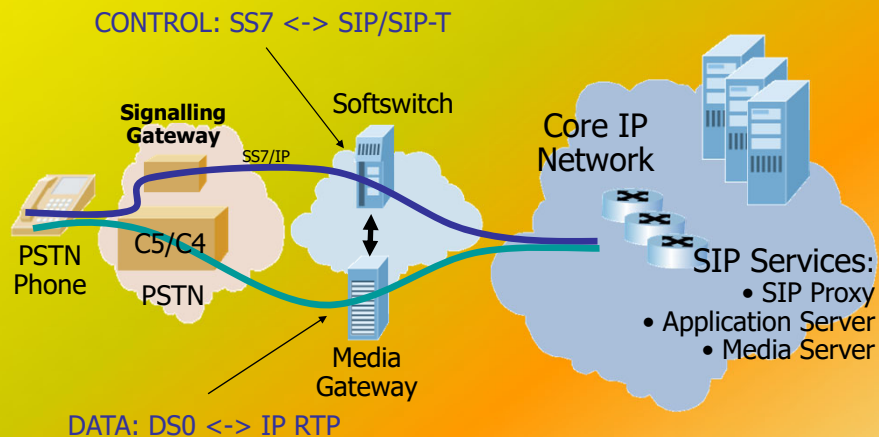 CONTROL: SS7 <-> SIP/SIP-T
Signalling
Gateway
Softswitch
SS7/IP
Core IP
Network
PSTN
Phone
C5/C4
PSTN
SIP Services:
• SIP Proxy
• Application Server
• Media Server
Media
Gateway
DATA: DS0 <-> IP RTP